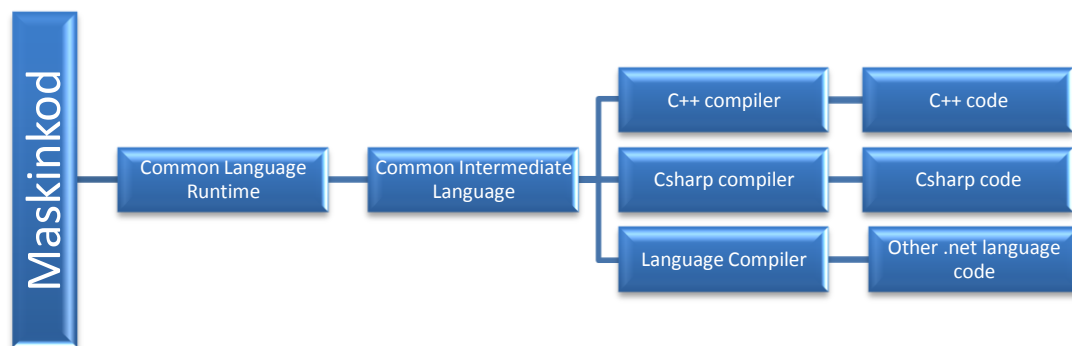 Maskinkod
Common Language
Runtime
Common Intermediate
Language
C++ compiler
C++ code
Csharp compiler
Csharp code
Language Compiler
Other .net language
code